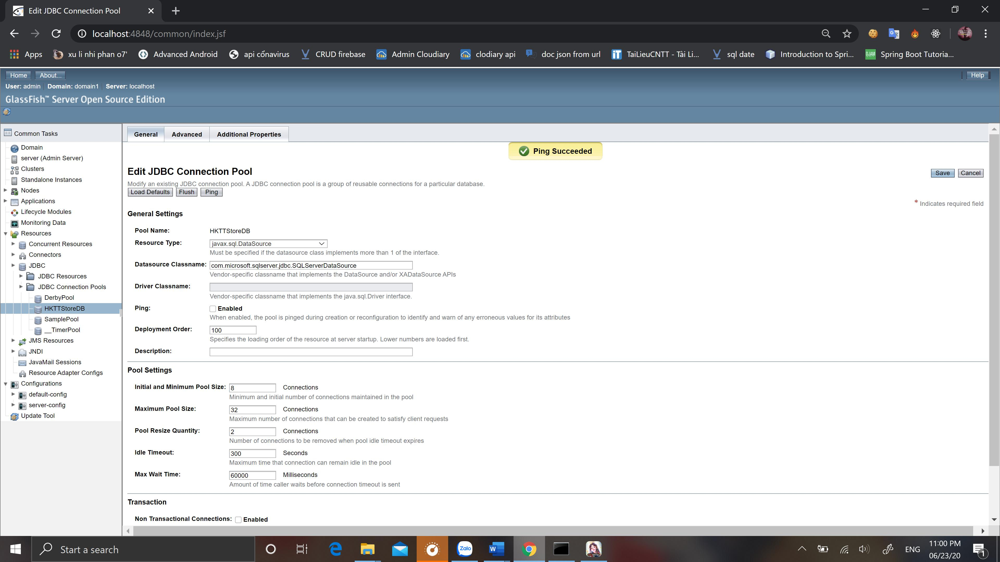 Edit JDBC Connection Pool
localhost:4848/common/index.jsf
Apps xu li nhi phan o7' Advanced Android api cổnavirus CRUD firebase Admin Cloudiary clodiary api doc json from url TaiLieuCNTT - Tài Li... sql date Introduction to Spri... Spring Boot Tutoria...
Home About... Help
User: admin Domain: domain1 Server: localhost
GlassFish™ Server Open Source Edition
Common Tasks
Domain
server (Admin Server)
Clusters
Standalone Instances
Nodes
Applications
Lifecycle Modules
Monitoring Data
Resources
Concurrent Resources
Connectors
JDBC
JDBC Resources
JDBC Connection Pools
DerbyPool
HKTTStoreDB
SamplePool
__TimerPool
JMS Resources
JNDI
JavaMail Sessions
Resource Adapter Configs
Configurations
default-config
server-config
Update Tool
General Advanced Additional Properties
Ping Succeeded
Edit JDBC Connection Pool
Save Cancel
Modify an existing JDBC connection pool. A JDBC connection pool is a group of reusable connections for a particular database.
Load Defaults Flush Ping
* Indicates required field
General Settings
Pool Name: HKTTStoreDB
Resource Type: javax.sql.DataSource
Must be specified if the datasource class implements more than 1 of the interface.
Datasource Classname: com.microsoft.sqlserver.jdbc.SQLServerDataSource
Vendor-specific classname that implements the DataSource and/or XADataSource APIs
Driver Classname:
Vendor-specific classname that implements the java.sql.Driver interface.
Ping: Enabled
When enabled, the pool is pinged during creation or reconfiguration to identify and warn of any erroneous values for its attributes
Deployment Order: 100
Specifies the loading order of the resource at server startup. Lower numbers are loaded first.
Description:
Pool Settings
Initial and Minimum Pool Size: 8 Connections
Minimum and initial number of connections maintained in the pool
Maximum Pool Size: 32 Connections
Maximum number of connections that can be created to satisfy client requests
Pool Resize Quantity: 2 Connections
Number of connections to be removed when pool idle timeout expires
Idle Timeout: 300 Seconds
Maximum time that connection can remain idle in the pool
Max Wait Time: 60000 Milliseconds
Amount of time caller waits before connection timeout is sent
Transaction
Non Transactional Connections: Enabled
Start a search
Zalo
W
ENG
11:00 PM
06/23/20
1